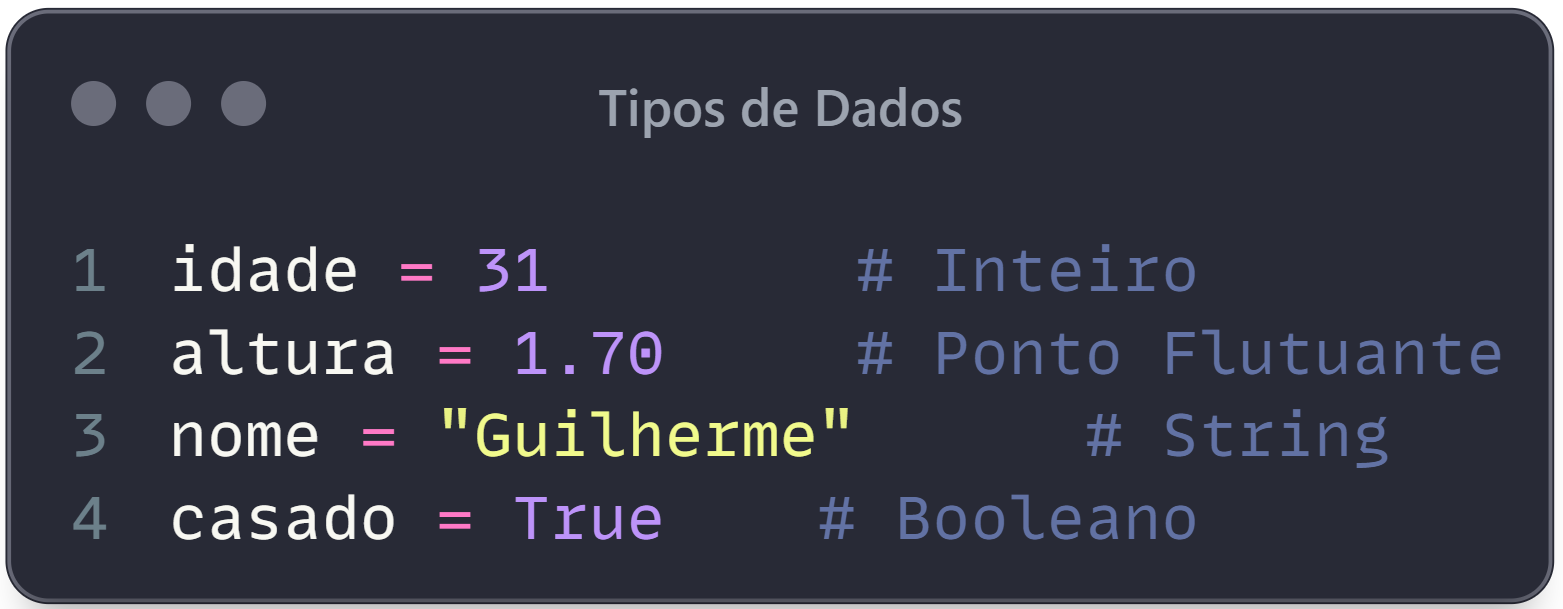 Tipos de Dados
1 idade = 31 # Inteiro
2 altura = 1.70 # Ponto Flutuante
3 nome = "Guilherme" # String
4 casado = True # Booleano